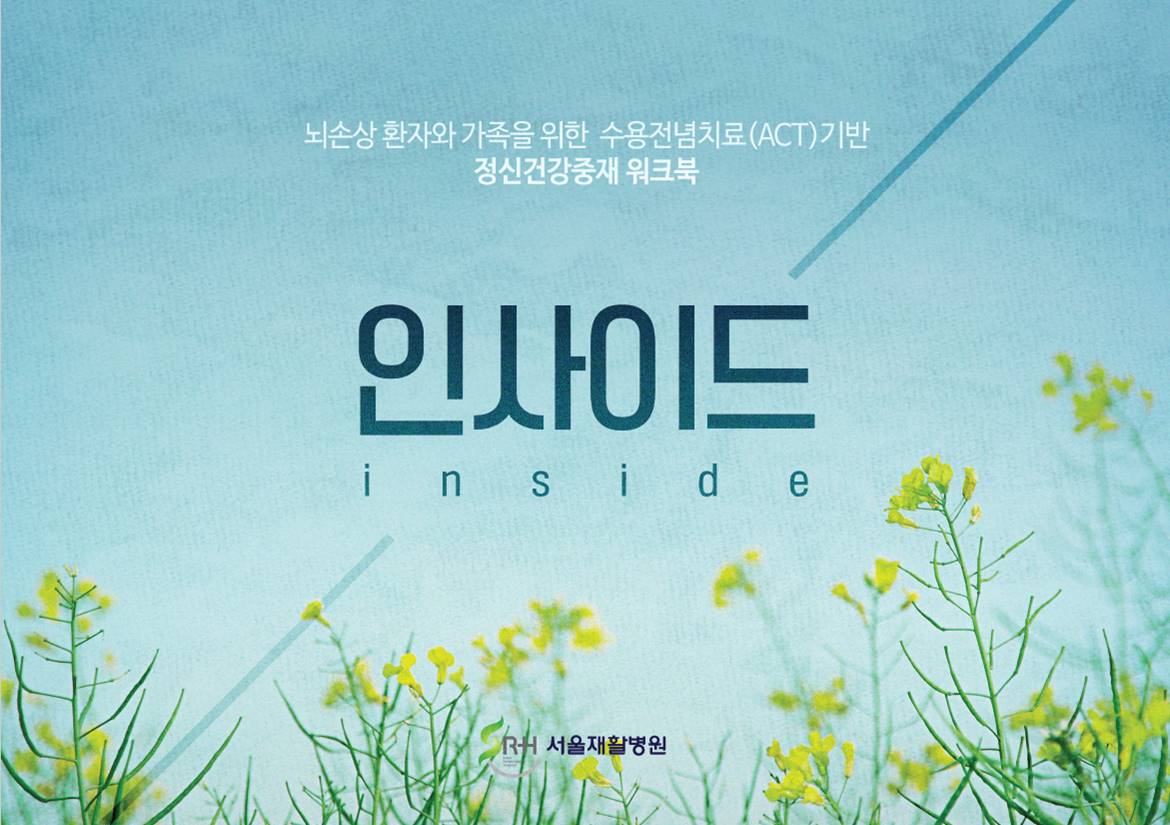 뇌손상 환자와 가족을 위한 수용전념치료(ACT)기반
정신건강중재 워크북
인사이드
inside
SRH 서울재활병원